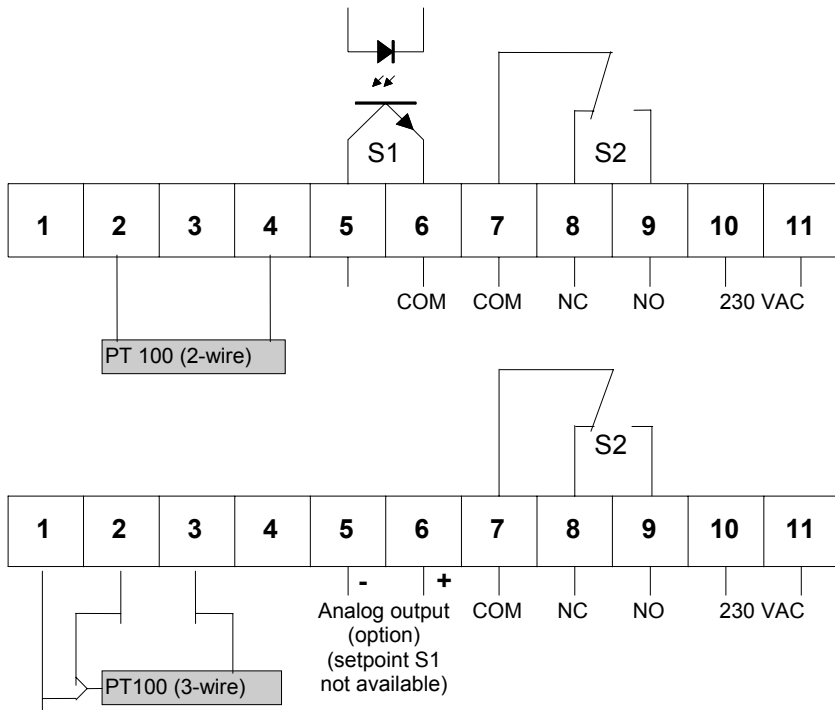 S1
S2
1 2 3 4 5 6 7 8 9 10 11
COM COM NC NO 230 VAC
PT 100 (2-wire)
S2
1 2 3 4 5 6 7 8 9 10 11
- +
Analog output COM NC NO 230 VAC
(option)
(setpoint S1
not available)
PT100 (3-wire)